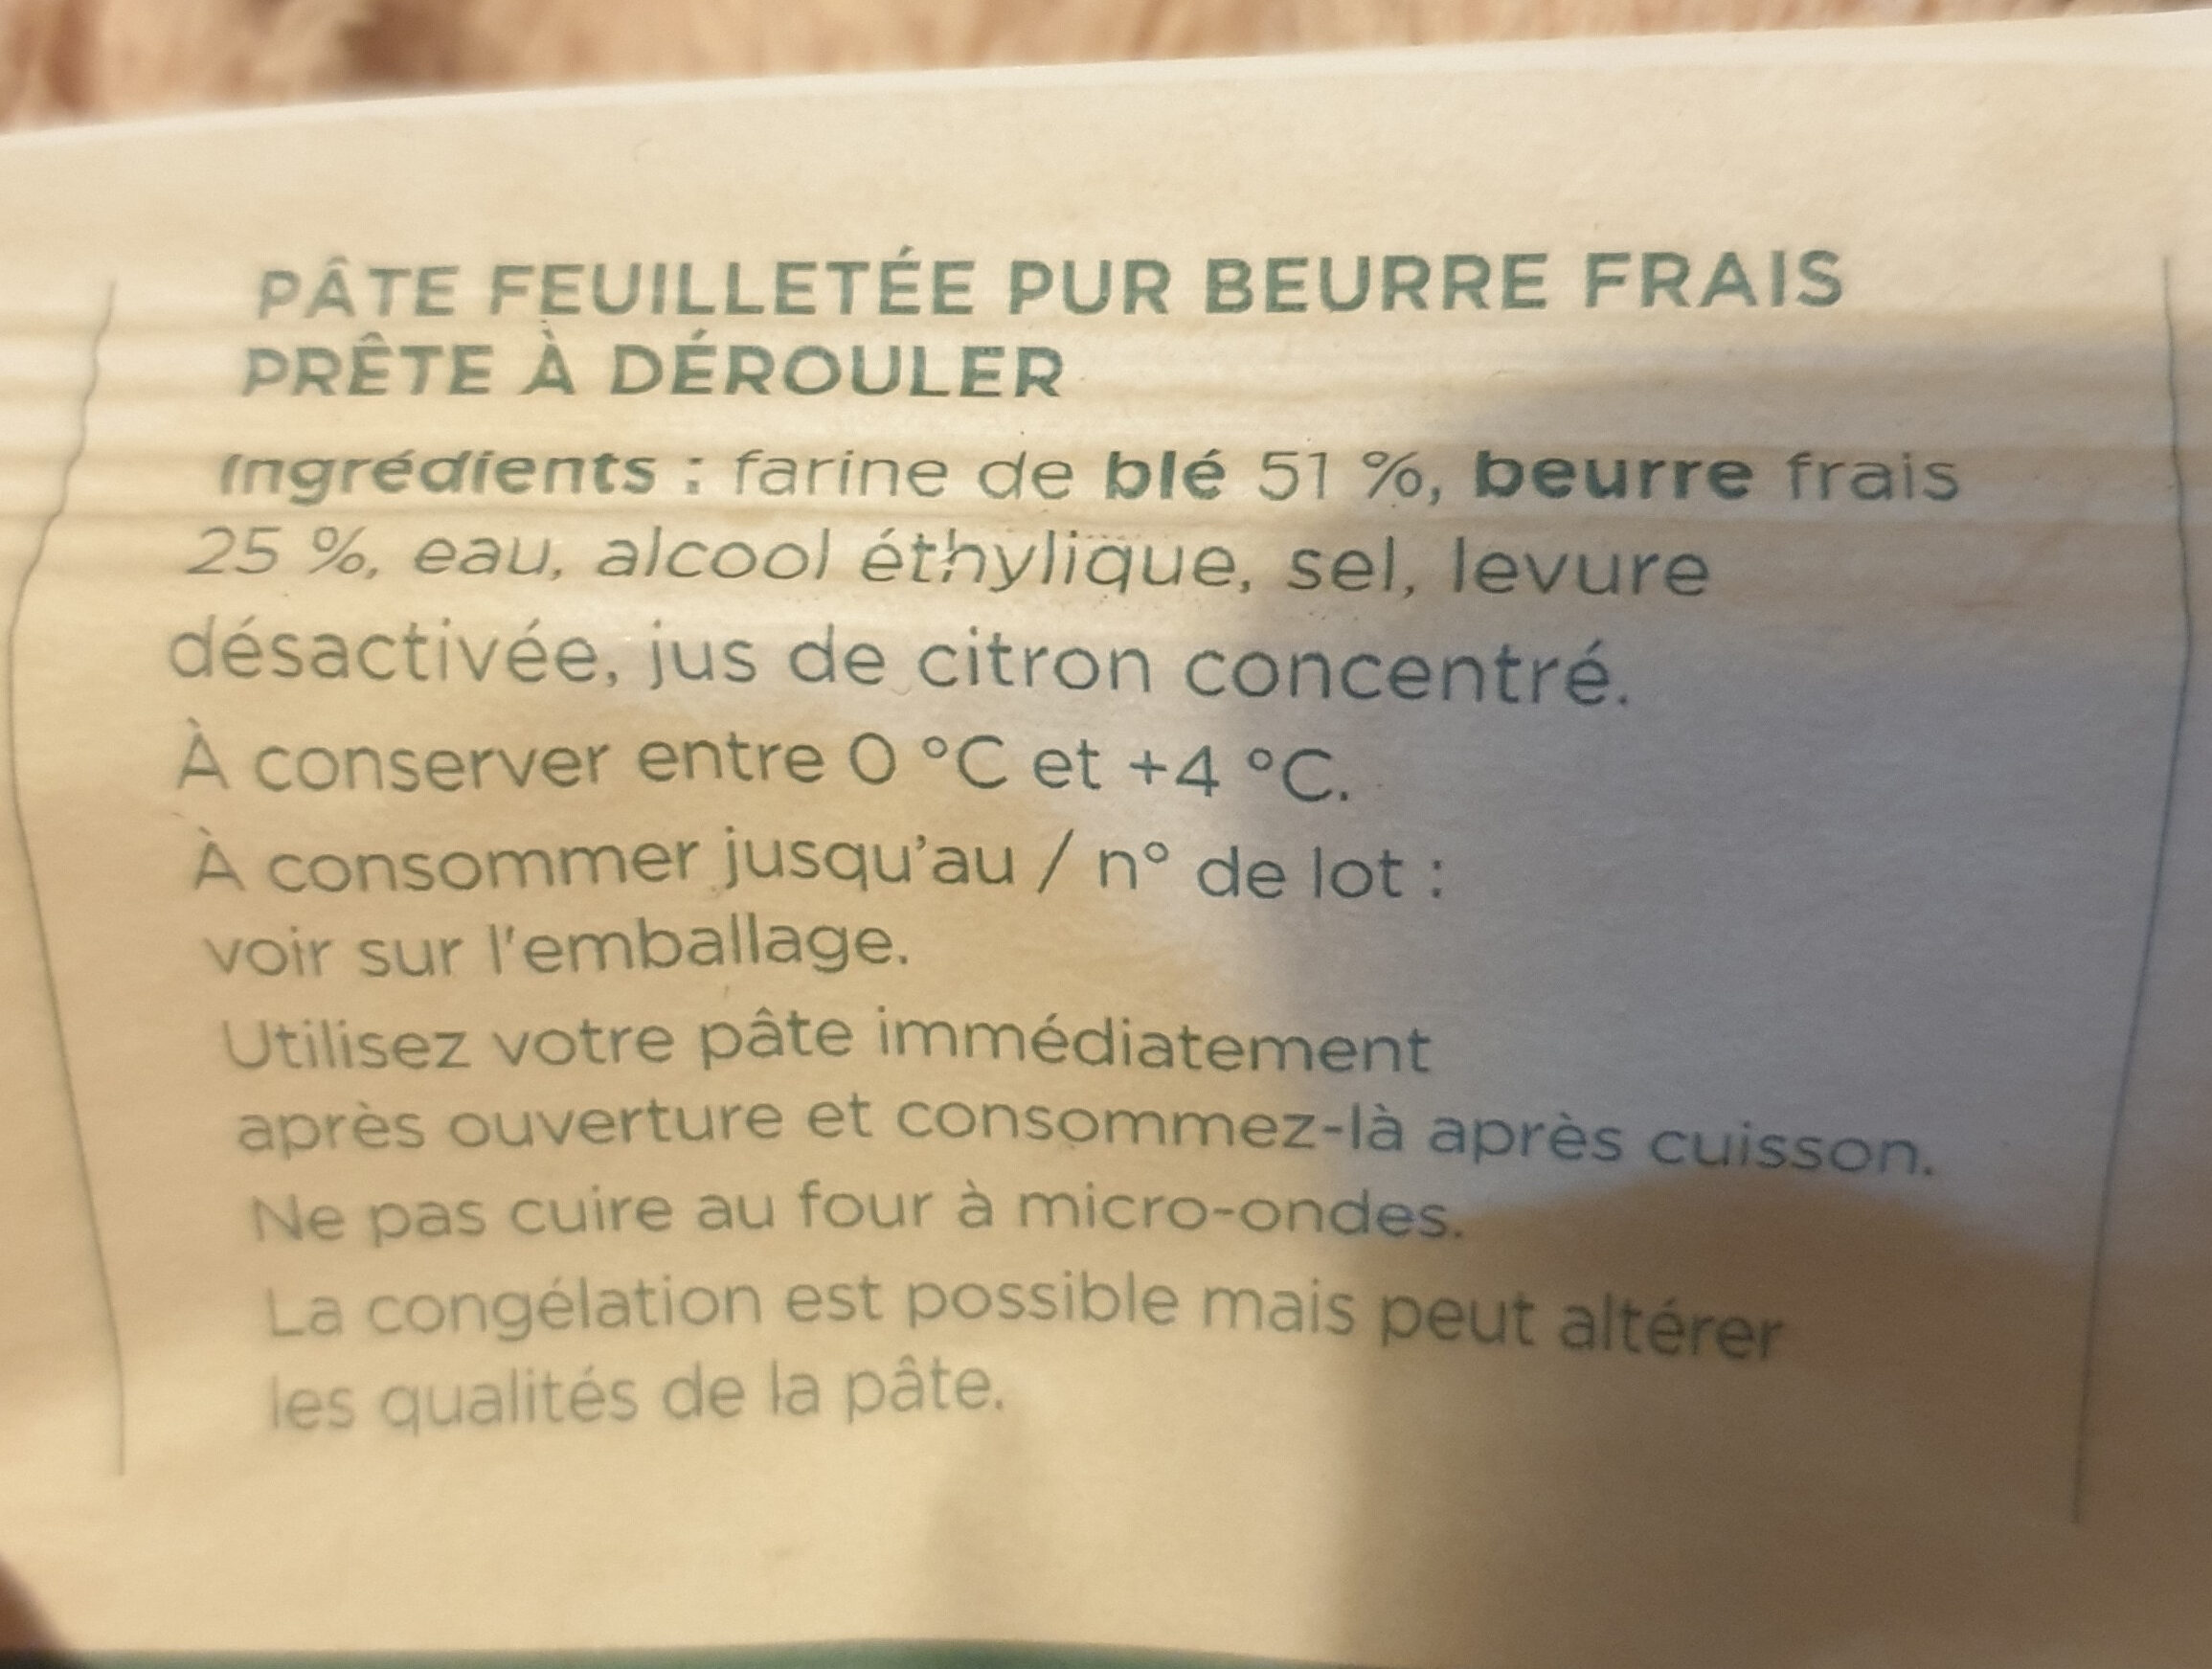 PÂTE FEUILLETÉE PUR BEURRE FRAIS
PRÊTE À DÉROULER
Ingrédients : farine de blé 51 %, beurre frais
25 %, eau, alcool éthylique, sel, levure
désactivée, jus de citron concentré.
À conserver entre 0 °C et +4 °C.
À consommer jusqu'au / n° de lot :
voir sur l'emballage.
Utilisez votre pâte immédiatement
après ouverture et consommez-là après cuisson.
Ne pas cuire au four à micro-ondes.
La congélation est possible mais peut altérer
les qualités de la pâte.